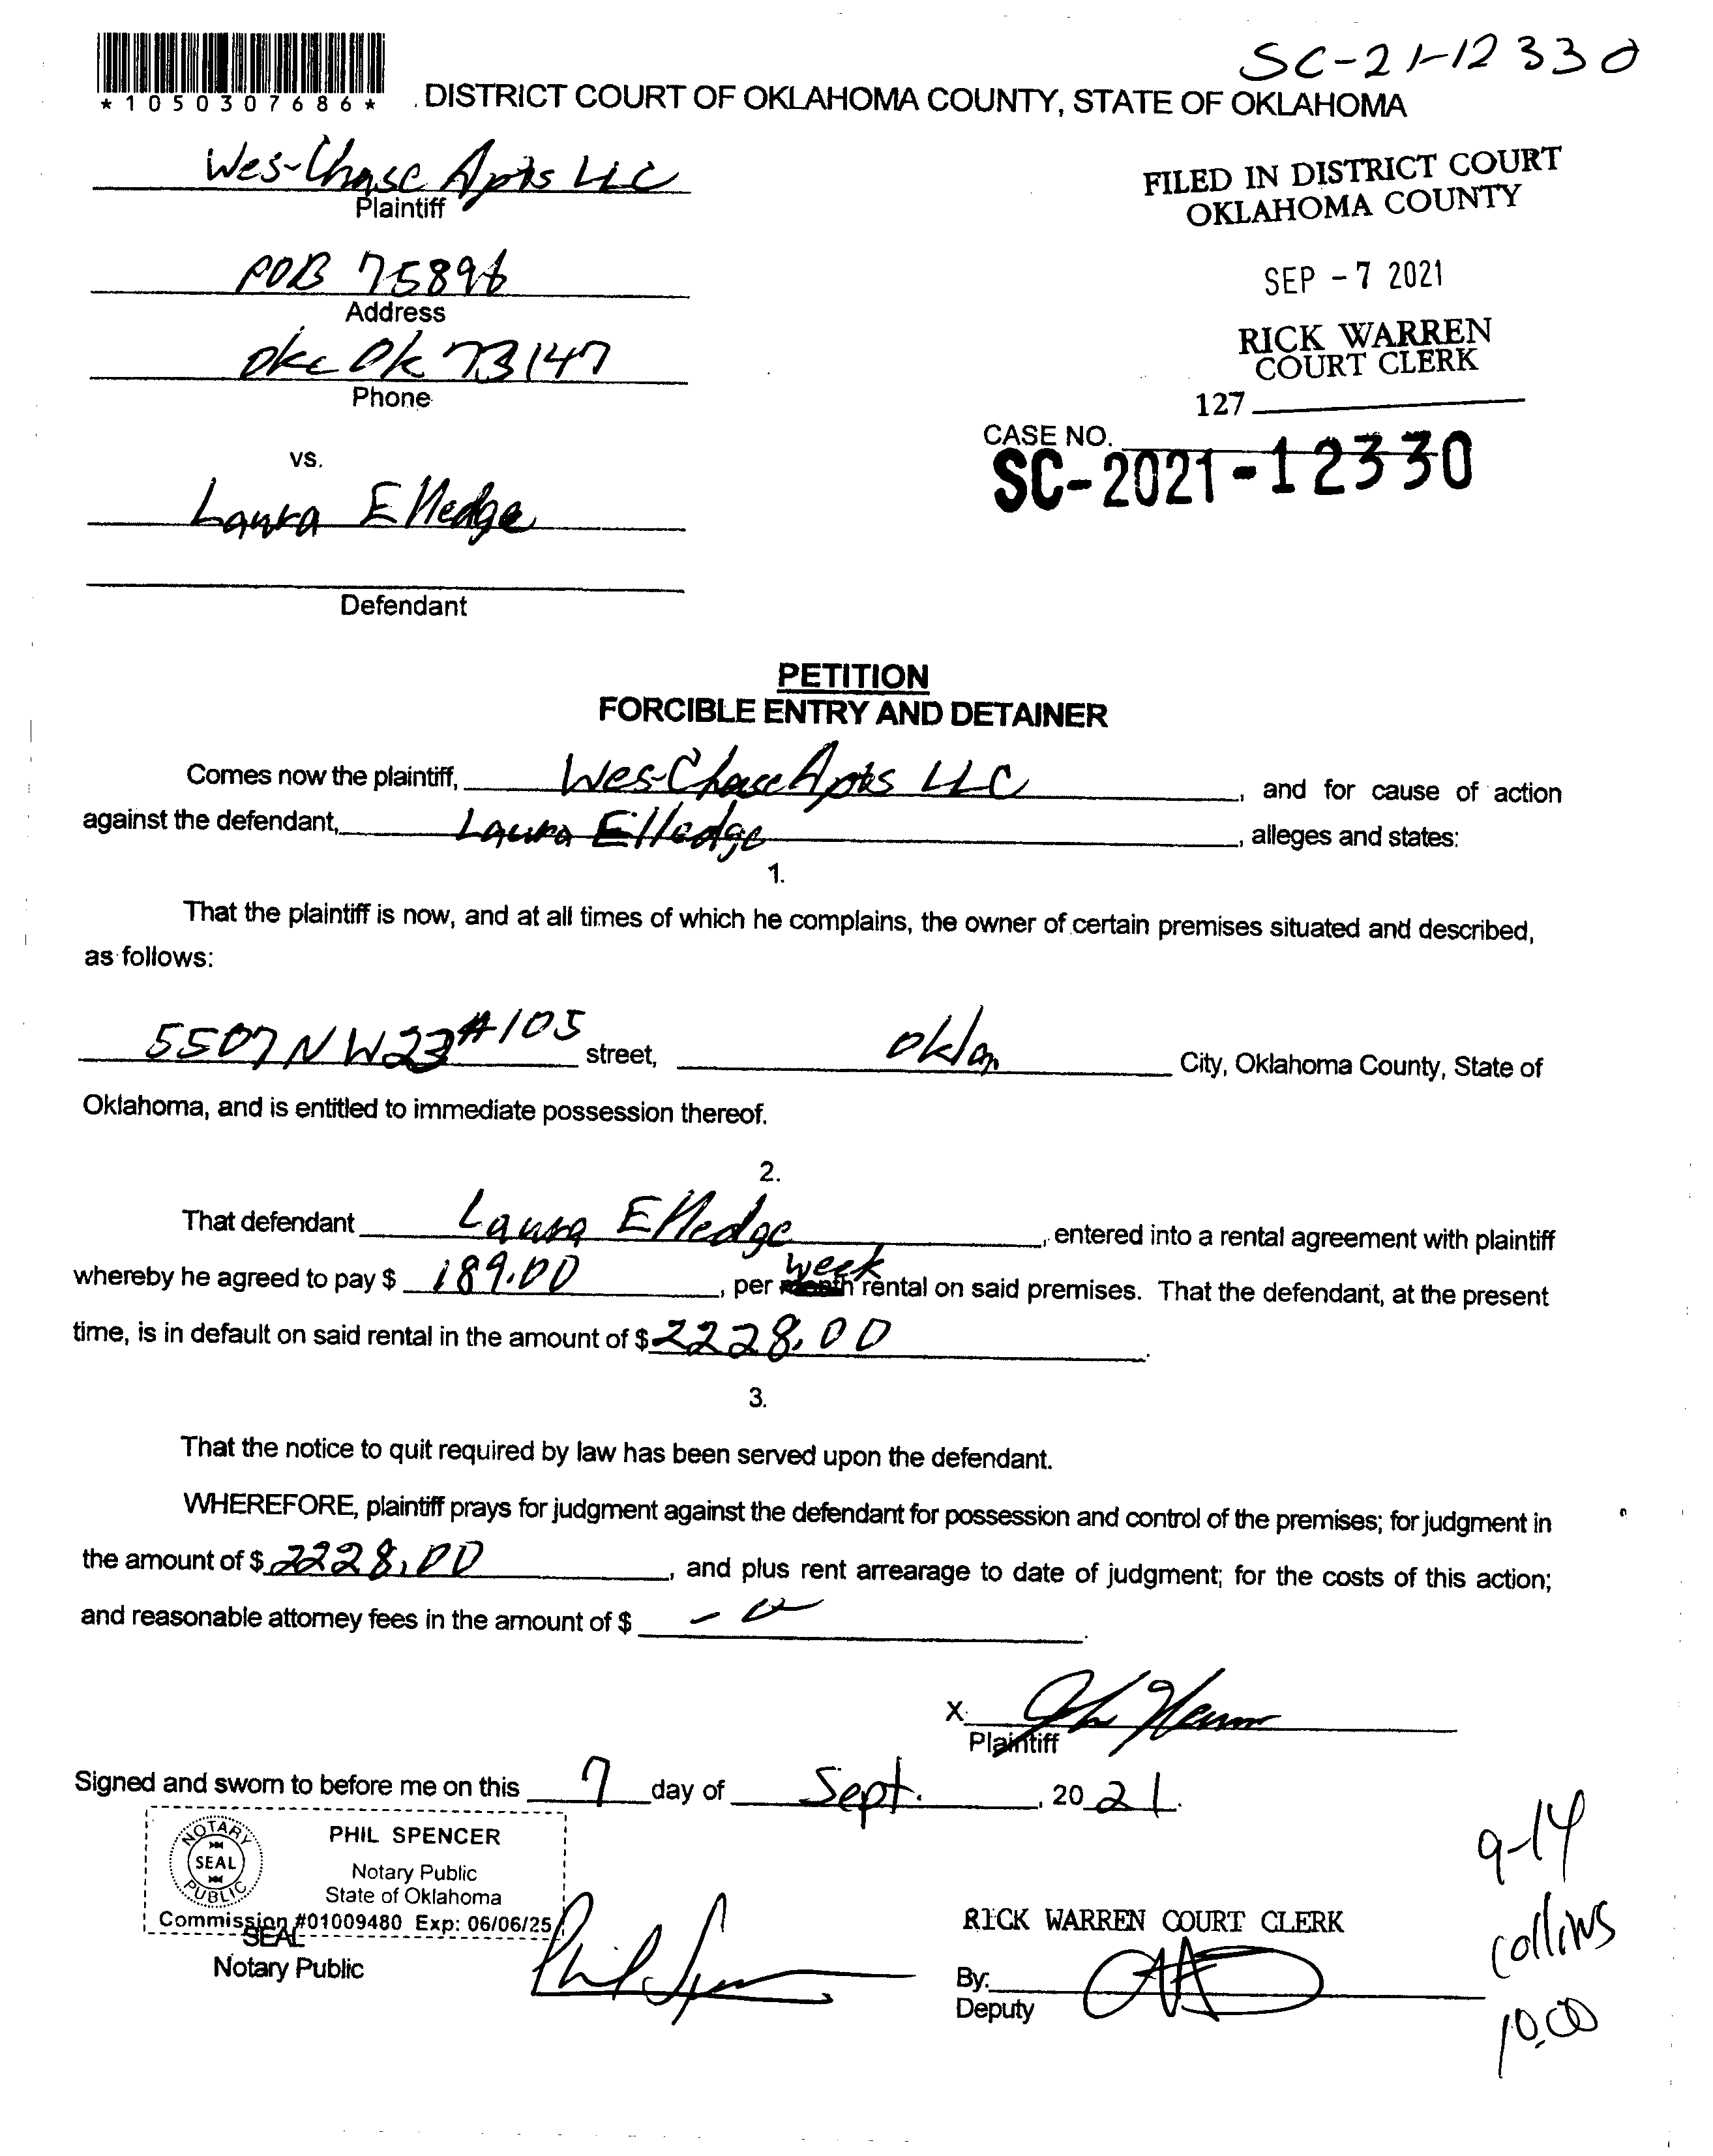 SC-21-12330
*1050307686*
DISTRICT COURT OF OKLAHOMA COUNTY, STATE OF OKLAHOMA
Wes-Chase Apts LLC
Plaintiff
FILED IN DISTRICT COURT
OKLAHOMA COUNTY
POB 75896
Address
SEP - 7 2021
Okc Ok 73147
Phone
RICK WARREN
COURT CLERK
127
CASE NO.
SC-2021-12330
vs.
Laura Elledge
Defendant
PETITION
FORCIBLE ENTRY AND DETAINER
Comes now the plaintiff, Wes-Chase Apts LLC, and for cause of action
against the defendant, Laura Elledge, alleges and states:
1.
That the plaintiff is now, and at all times of which he complains, the owner of certain premises situated and described,
as follows:
5507 NW 23 #105 street, Oklan City, Oklahoma County, State of
Oklahoma, and is entitled to immediate possession thereof.
2.
That defendant Laura Elledge, entered into a rental agreement with plaintiff
whereby he agreed to pay $ 189.00, per week rental on said premises. That the defendant, at the present
time, is in default on said rental in the amount of $ 2228.00.
3.
That the notice to quit required by law has been served upon the defendant.
WHEREFORE, plaintiff prays for judgment against the defendant for possession and control of the premises; for judgment in
the amount of $ 2228.00, and plus rent arrearage to date of judgment; for the costs of this action;
and reasonable attorney fees in the amount of $ - 0.
X
Plaintiff
Signed and sworn to before me on this 7 day of Sept., 2021.
NOTARY PUBLIC
SEAL
PHIL SPENCER
Notary Public
State of Oklahoma
Commission #01009480 Exp: 06/06/25
SEAL
Notary Public
Phil Spencer
RICK WARREN COURT CLERK
By:
Deputy
9-14
collins
10.00